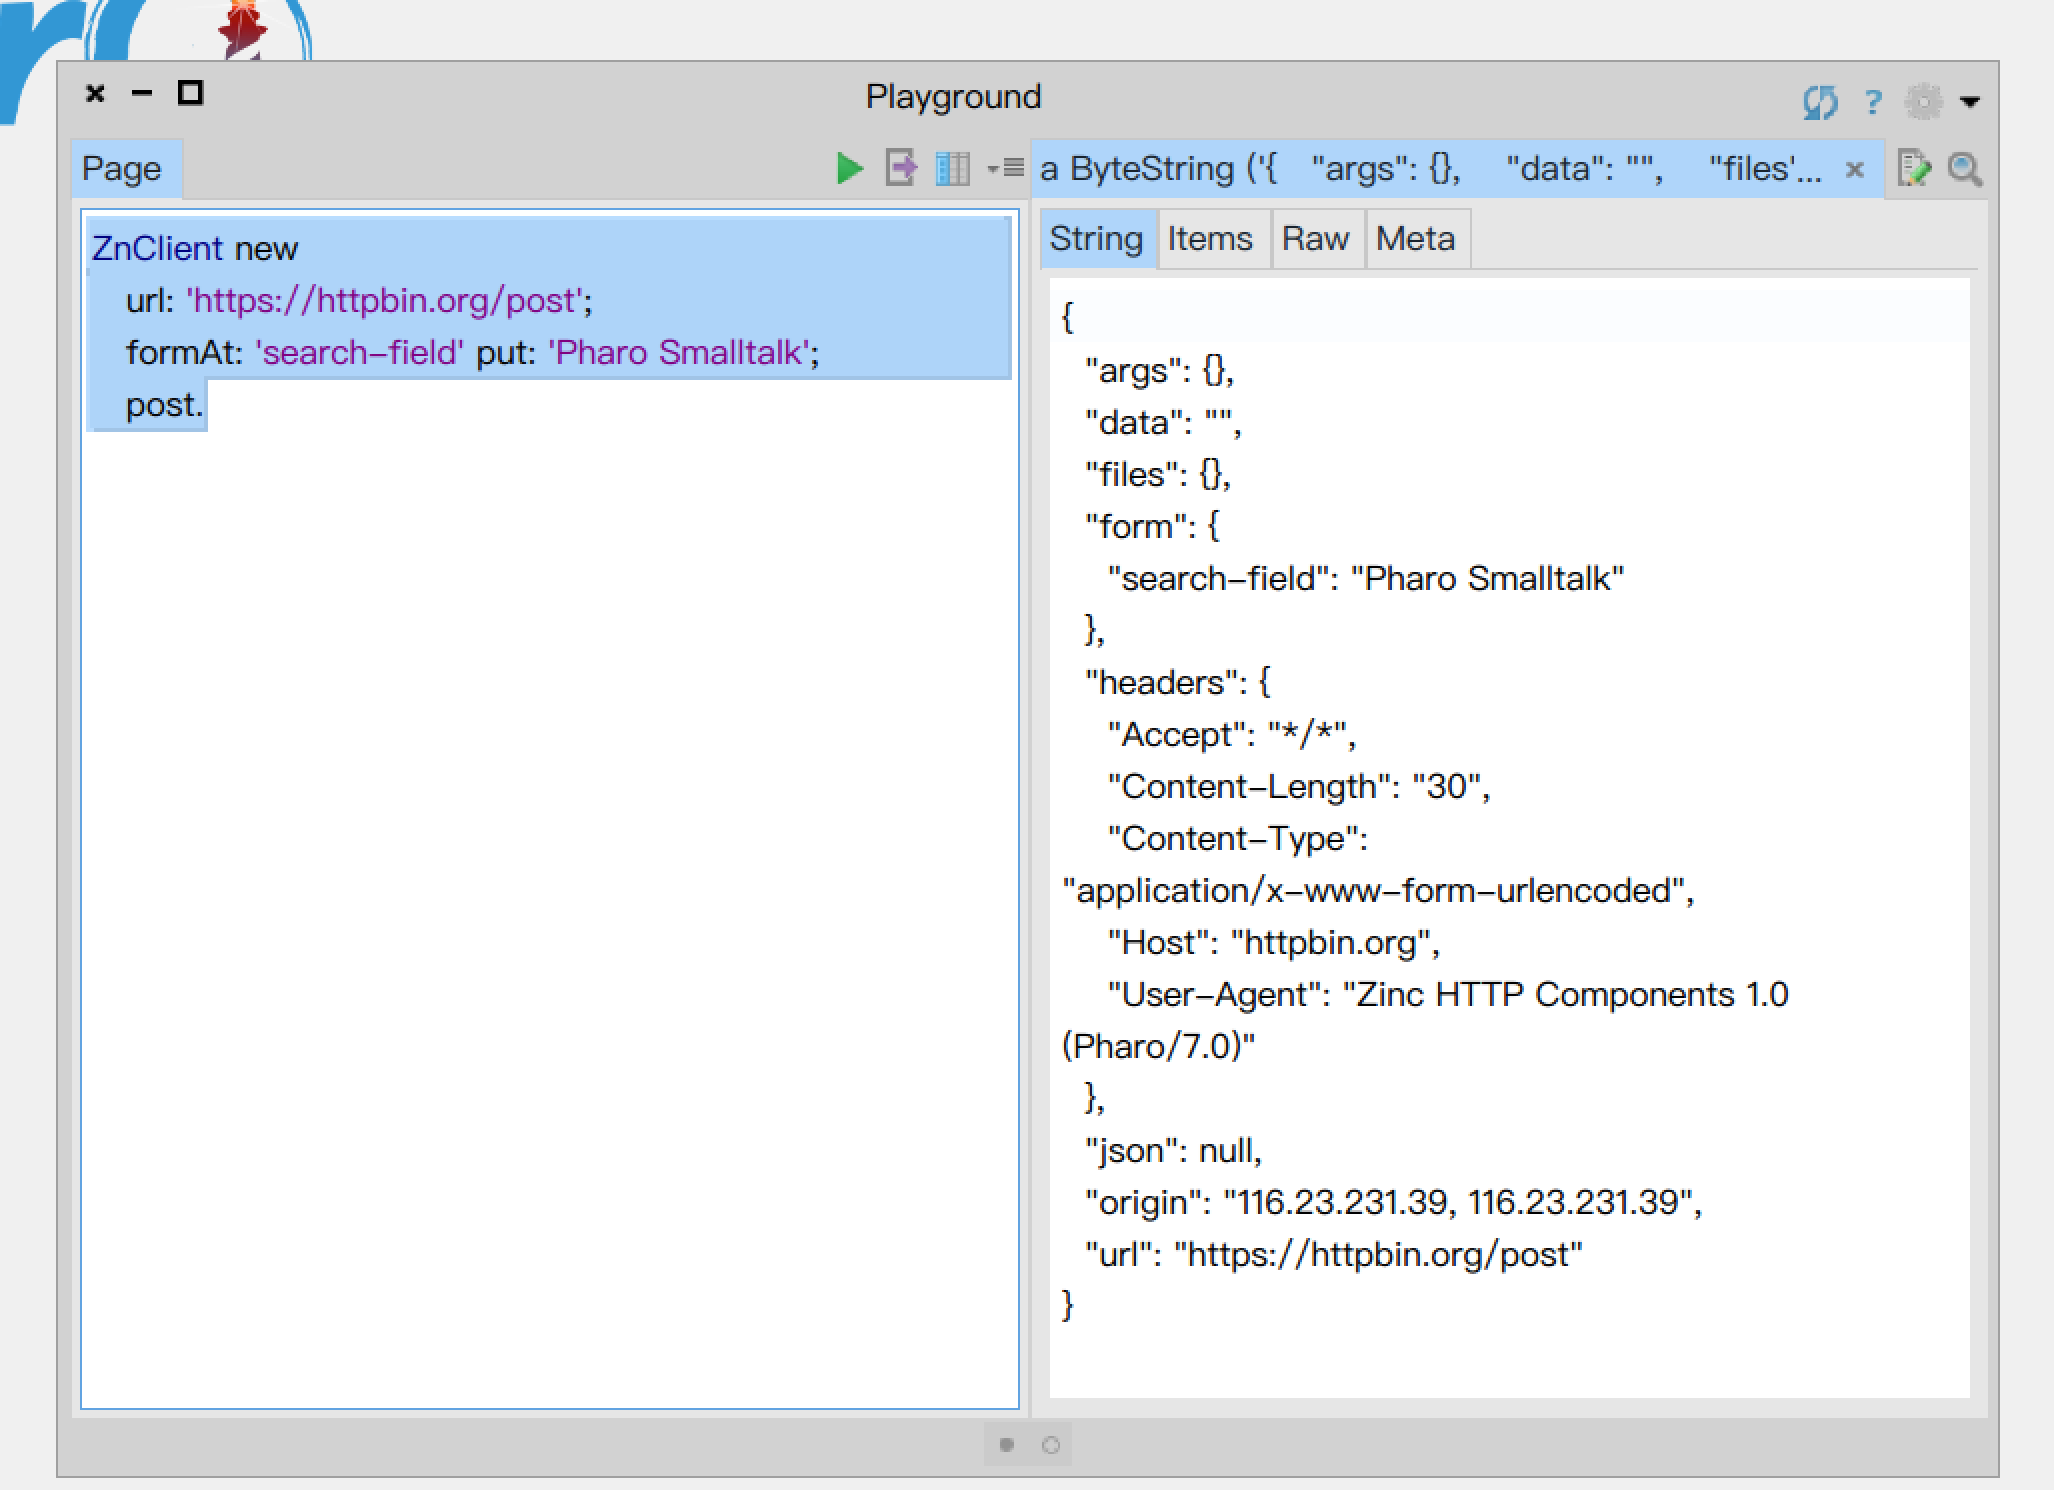 Playground
?
Page
a ByteString ('{ "args": {}, "data": "", "files'...
ZnClient new
url: 'https://httpbin.org/post';
formAt: 'search-field' put: 'Pharo Smalltalk';
post.
String Items Raw Meta
{
"args": {},
"data": "",
"files": {},
"form": {
"search-field": "Pharo Smalltalk"
},
"headers": {
"Accept": "*/*",
"Content-Length": "30",
"Content-Type":
"application/x-www-form-urlencoded",
"Host": "httpbin.org",
"User-Agent": "Zinc HTTP Components 1.0
(Pharo/7.0)"
},
"json": null,
"origin": "116.23.231.39, 116.23.231.39",
"url": "https://httpbin.org/post"
}